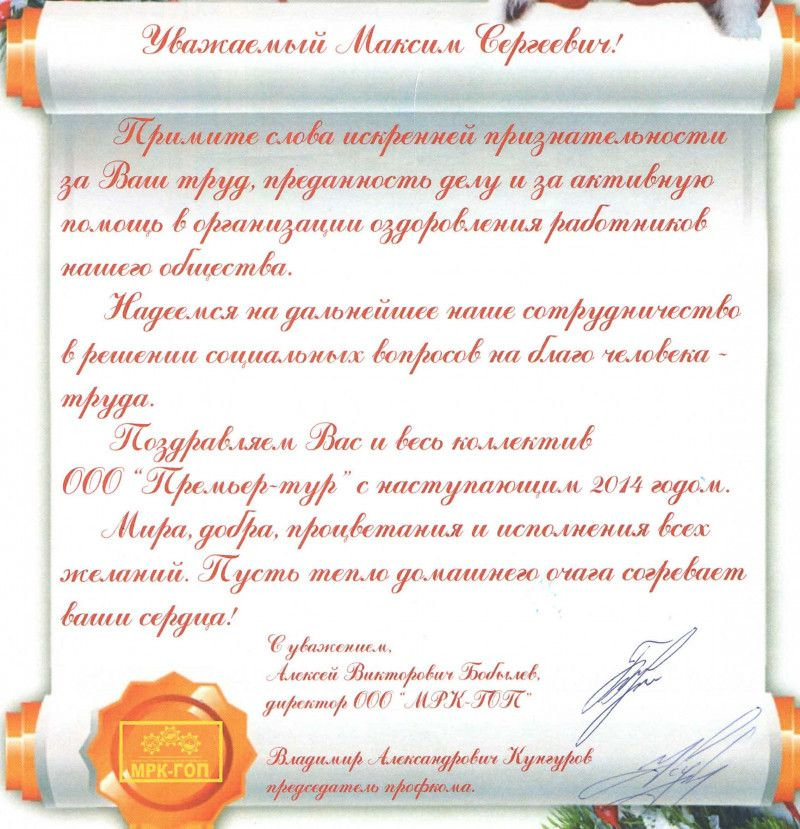 Уважаемый Максим Сергеевич!
Примите слова искренней признательности
за Ваш труд, преданность делу и за активную
помощь в организации оздоровления работников
нашего общества.
Надеемся на дальнейшее наше сотрудничество
в решении социальных вопросов на благо человека -
труда.
Поздравляем Вас и весь коллектив
ООО "Премьер-тур" с наступающим 2014 годом.
Мира, добра, процветания и исполнения всех
желаний. Пусть тепло домашнего очага согревает
ваши сердца!
С уважением,
Алексей Викторович Бобылев,
директор ООО "МРК-ГОП"
Владимир Александрович Кунгуров
председатель профкома.
МРК-ГОП